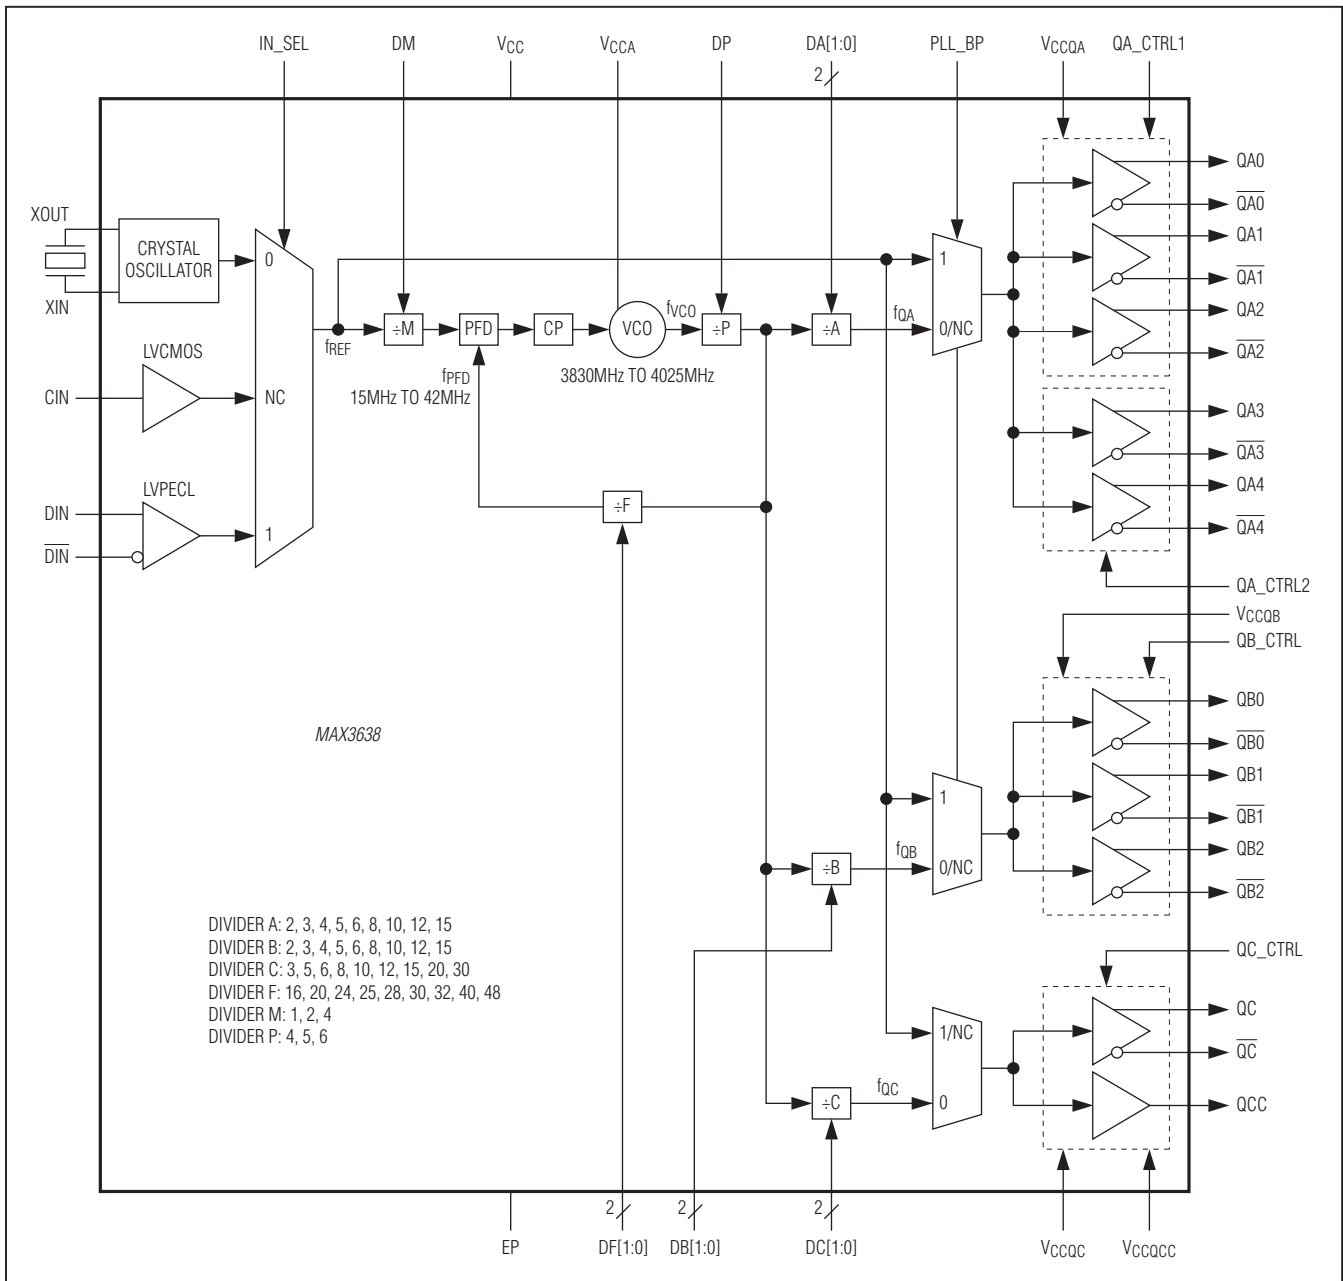 IN_SEL
DM
VCC
VCCA
DP
DA[1:0]
PLL_BP
VCCQA
QA_CTRL1
2
XOUT
XIN
CRYSTAL
OSCILLATOR
0
NC
1
LVCMOS
CIN
LVPECL
DIN
DIN
fREF
÷M
PFD
CP
VCO
fVCO
÷P
÷A
fQA
1
0/NC
fPFD
15MHz TO 42MHz
3830MHz TO 4025MHz
÷F
QA0
QA0
QA1
QA1
QA2
QA2
QA3
QA3
QA4
QA4
QA_CTRL2
VCCQB
QB_CTRL
MAX3638
1
÷B
fQB
0/NC
QB0
QB0
QB1
QB1
QB2
QB2
DIVIDER A: 2, 3, 4, 5, 6, 8, 10, 12, 15
DIVIDER B: 2, 3, 4, 5, 6, 8, 10, 12, 15
DIVIDER C: 3, 5, 6, 8, 10, 12, 15, 20, 30
DIVIDER F: 16, 20, 24, 25, 28, 30, 32, 40, 48
DIVIDER M: 1, 2, 4
DIVIDER P: 4, 5, 6
QC_CTRL
1/NC
÷C
fQC
0
QC
QC
QCC
2
2
2
EP
DF[1:0]
DB[1:0]
DC[1:0]
VCCQC
VCCQCC